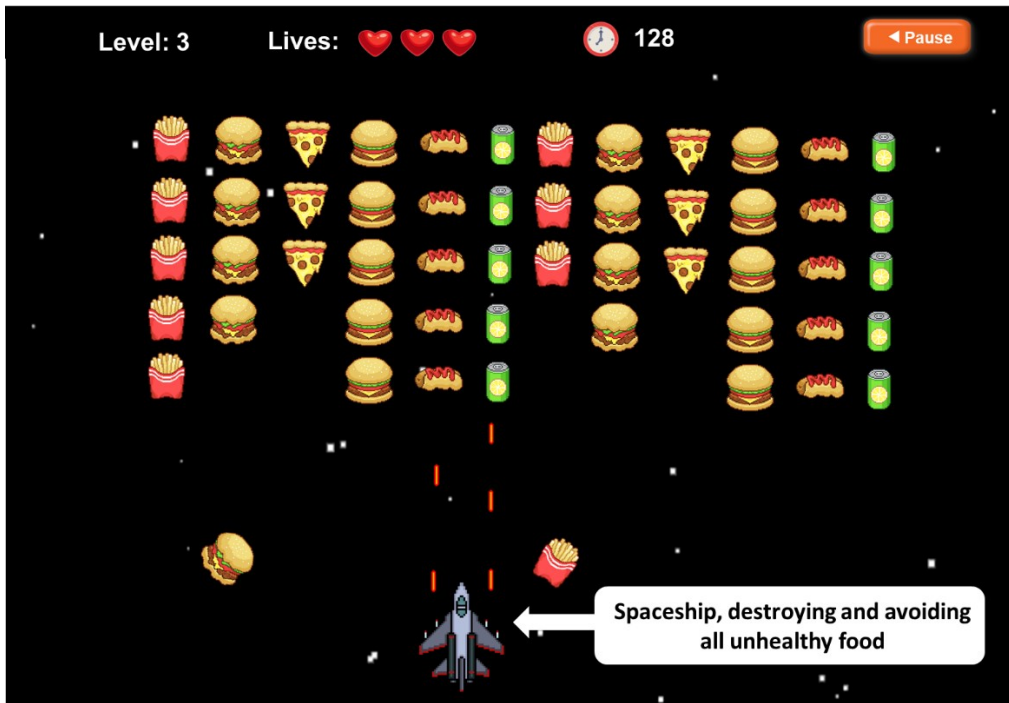 Level: 3
Lives:
128
Pause
Spaceship, destroying and avoiding
all unhealthy food